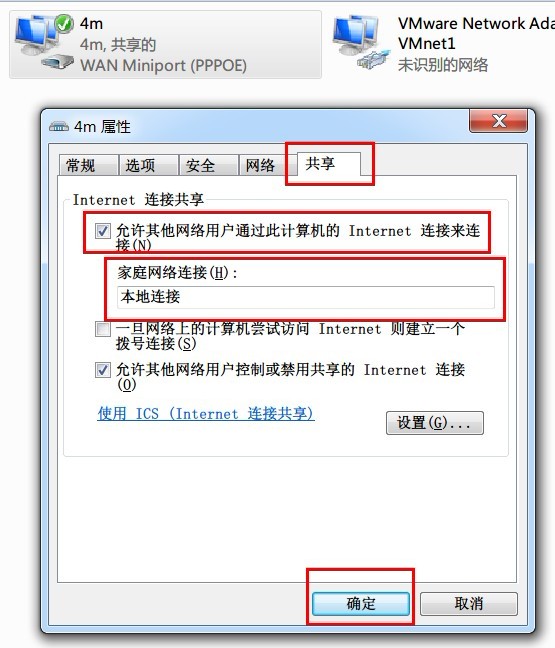 4m
4m, 共享的
WAN Miniport (PPPOE)
VMware Network Ada
VMnet1
未识别的网络
4m 属性
常规
选项
安全
网络
共享
Internet 连接共享
允许其他网络用户通过此计算机的 Internet 连接来连
接(N)
家庭网络连接(H):
本地连接
一旦网络上的计算机尝试访问 Internet 则建立一个
拨号连接(S)
允许其他网络用户控制或禁用共享的 Internet 连接
(O)
使用 ICS (Internet 连接共享)
设置(G)...
确定
取消